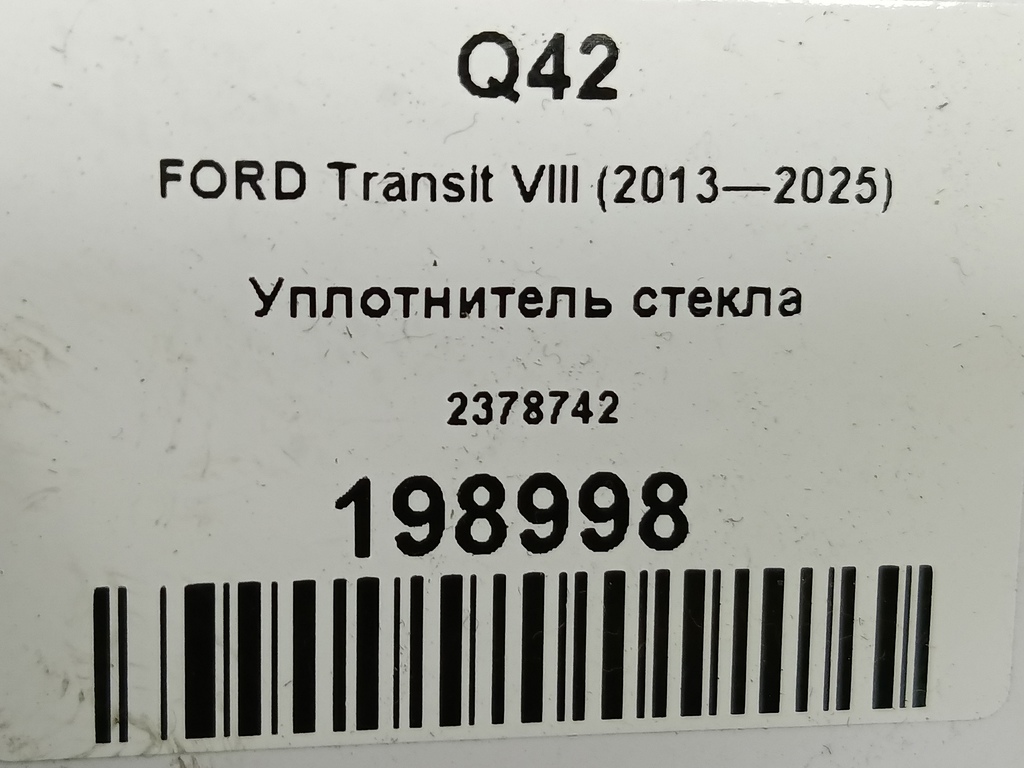 Q42
FORD Transit VIII (2013—2025)
Уплотнитель стекла
2378742
198998